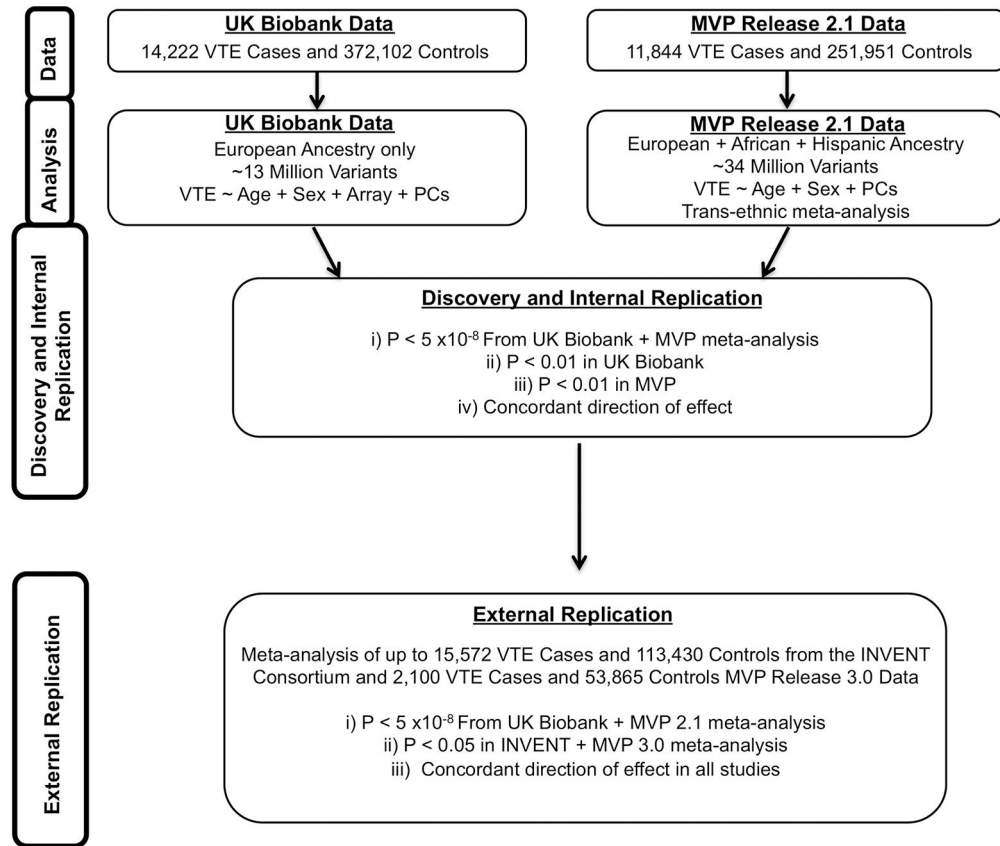 Data
UK Biobank Data
14,222 VTE Cases and 372,102 Controls
MVP Release 2.1 Data
11,844 VTE Cases and 251,951 Controls
Analysis
UK Biobank Data
European Ancestry only
~13 Million Variants
VTE ~ Age + Sex + Array + PCs
MVP Release 2.1 Data
European + African + Hispanic Ancestry
~34 Million Variants
VTE ~ Age + Sex + PCs
Trans-ethnic meta-analysis
Discovery and Internal
Replication
Discovery and Internal Replication
i) P < 5 x10⁻⁸ From UK Biobank + MVP meta-analysis
ii) P < 0.01 in UK Biobank
iii) P < 0.01 in MVP
iv) Concordant direction of effect
External Replication
External Replication
Meta-analysis of up to 15,572 VTE Cases and 113,430 Controls from the INVENT
Consortium and 2,100 VTE Cases and 53,865 Controls MVP Release 3.0 Data
i) P < 5 x10⁻⁸ From UK Biobank + MVP 2.1 meta-analysis
ii) P < 0.05 in INVENT + MVP 3.0 meta-analysis
iii) Concordant direction of effect in all studies